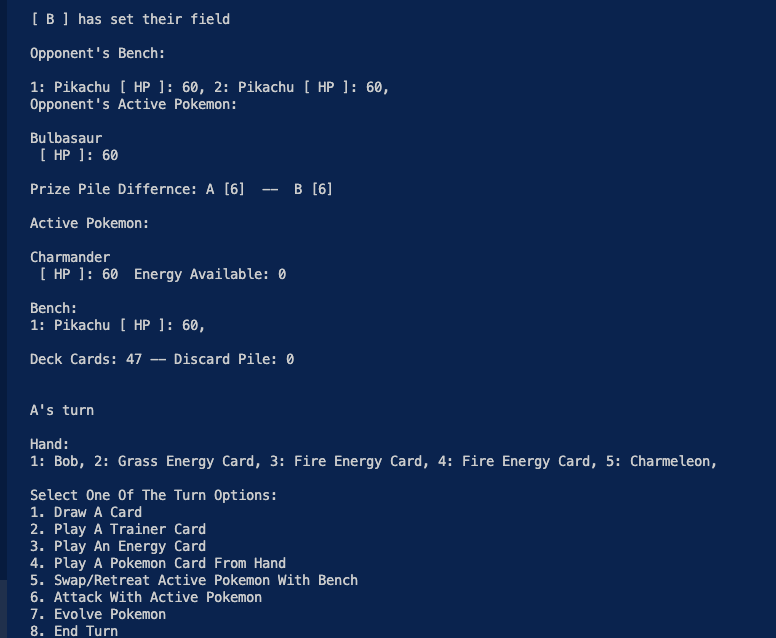 [ B ] has set their field
Opponent's Bench:
1: Pikachu [ HP ]: 60, 2: Pikachu [ HP ]: 60,
Opponent's Active Pokemon:
Bulbasaur
[ HP ]: 60
Prize Pile Differnce: A [6]  --  B [6]
Active Pokemon:
Charmander
[ HP ]: 60  Energy Available: 0
Bench:
1: Pikachu [ HP ]: 60,
Deck Cards: 47 -- Discard Pile: 0
A's turn
Hand:
1: Bob, 2: Grass Energy Card, 3: Fire Energy Card, 4: Fire Energy Card, 5: Charmeleon,
Select One Of The Turn Options:
1. Draw A Card
2. Play A Trainer Card
3. Play An Energy Card
4. Play A Pokemon Card From Hand
5. Swap/Retreat Active Pokemon With Bench
6. Attack With Active Pokemon
7. Evolve Pokemon
8. End Turn